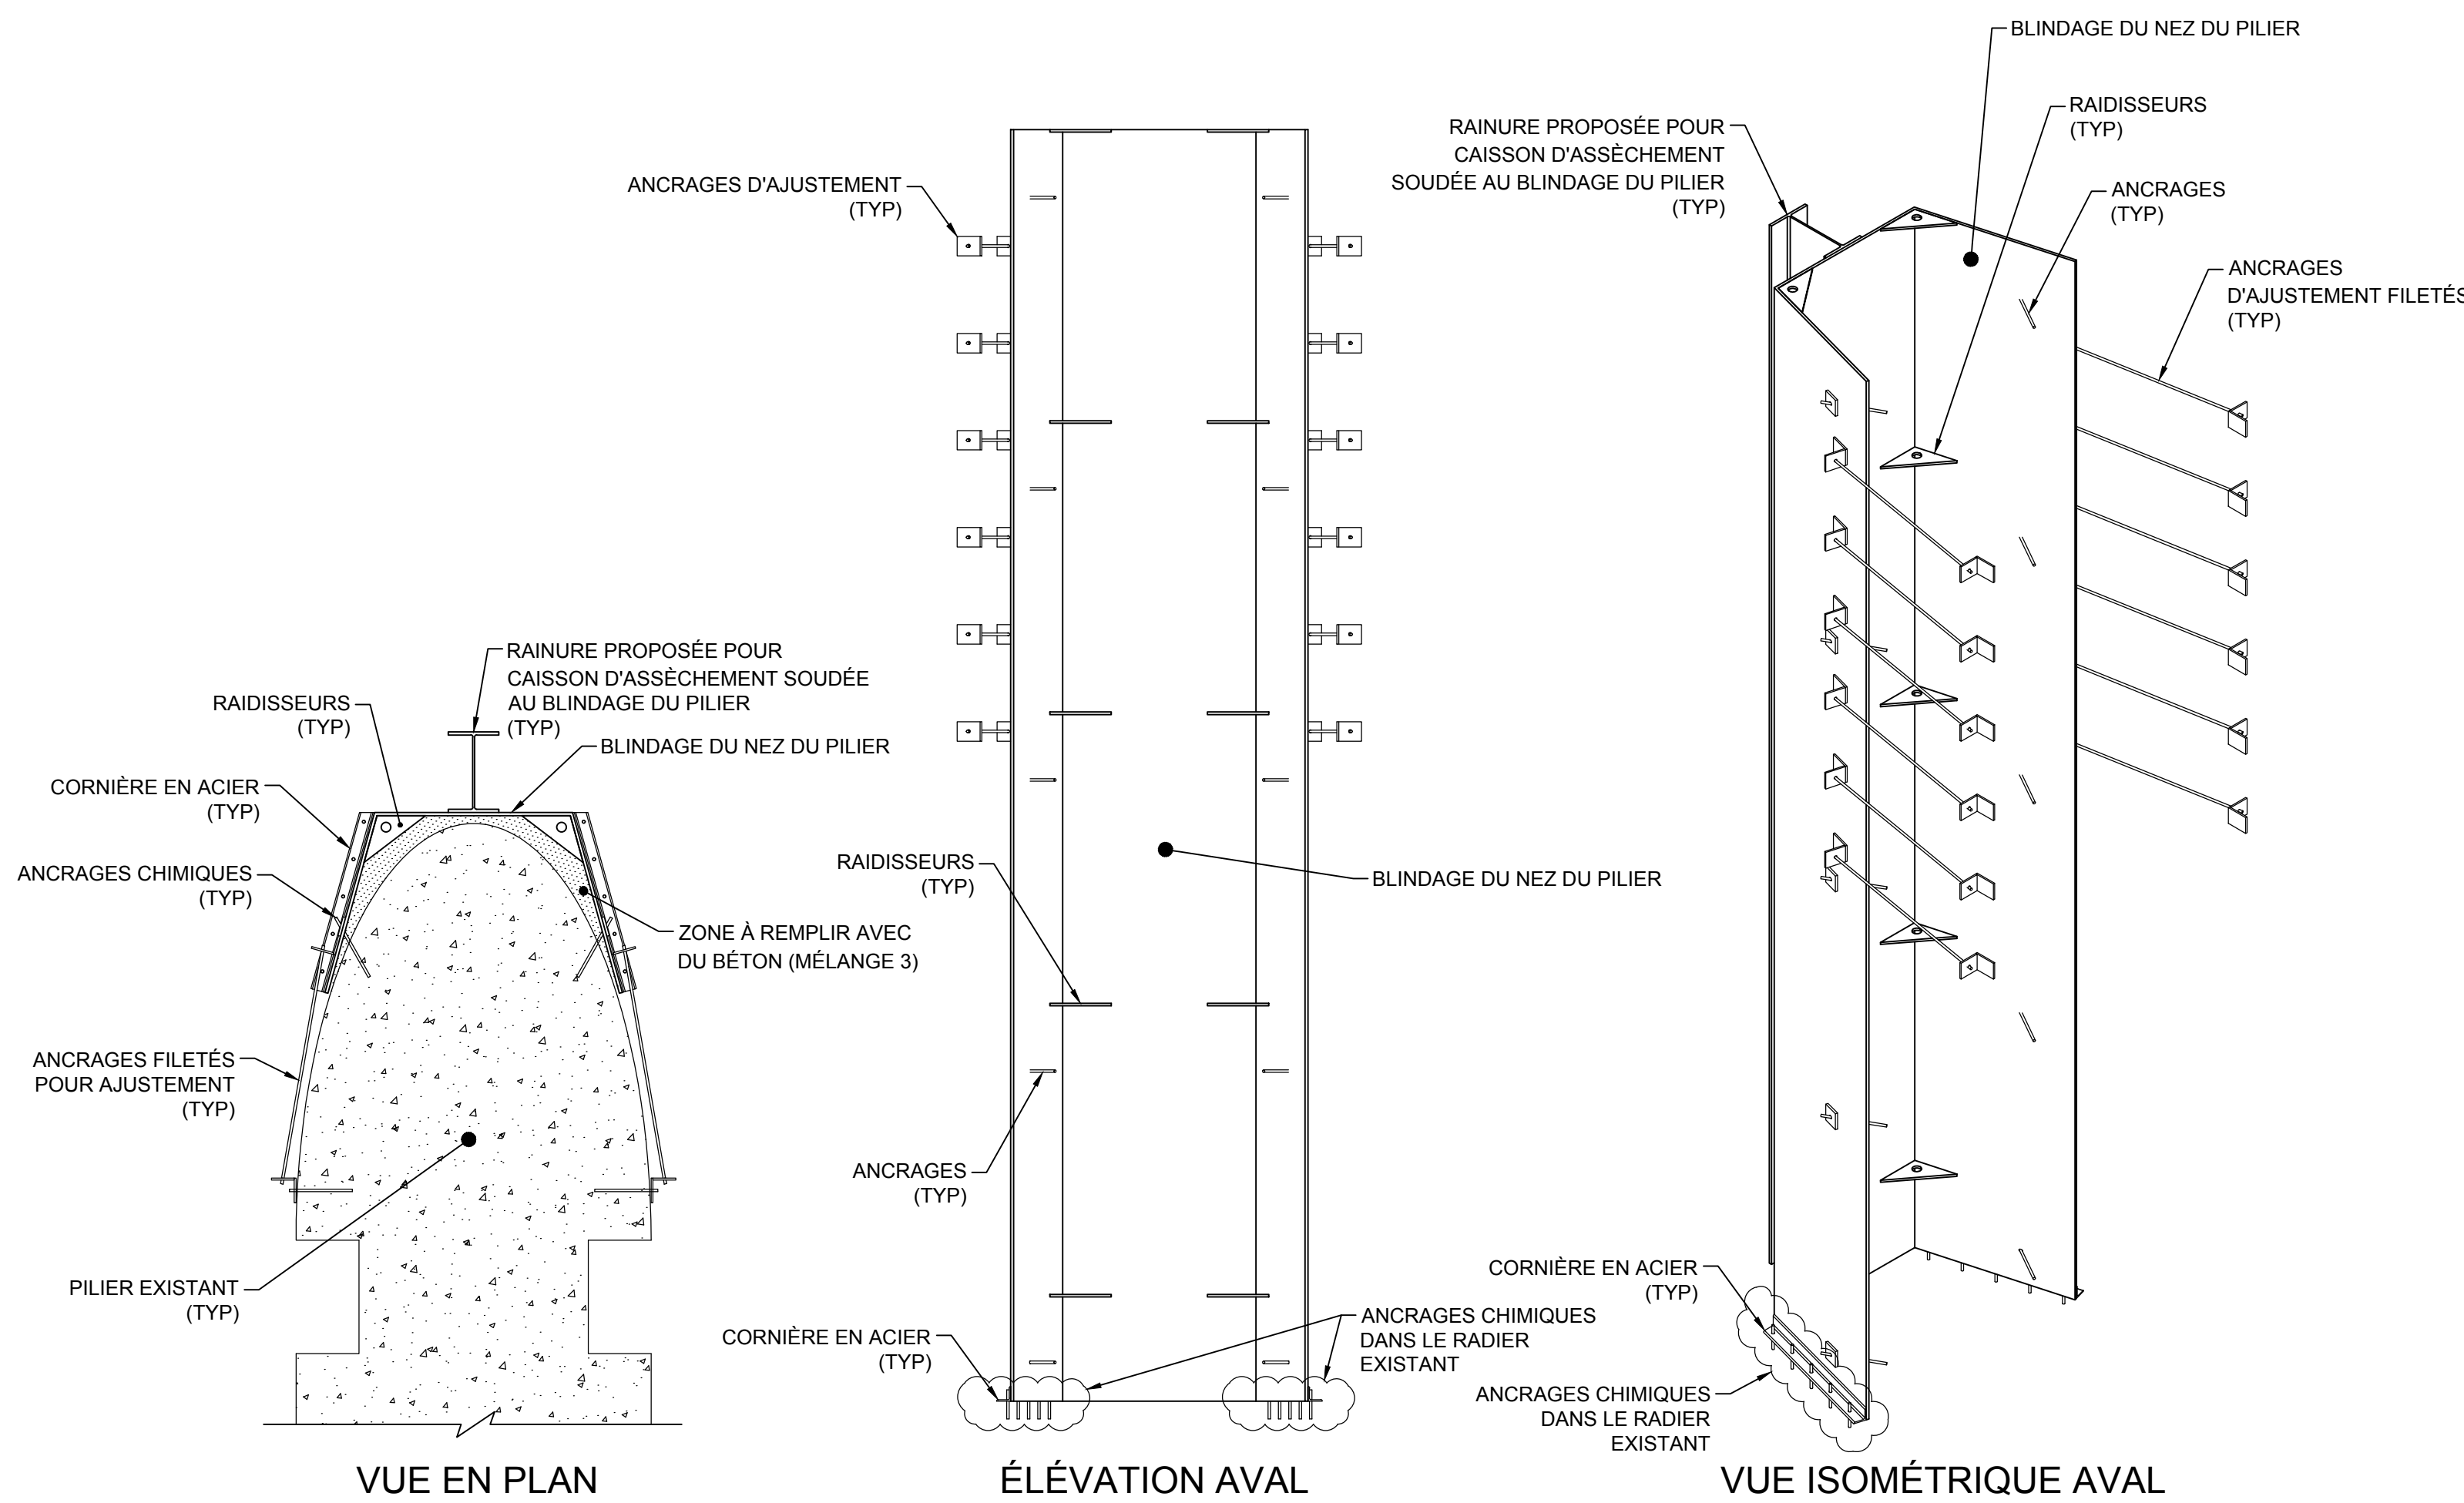 RAINURE PROPOSÉE POUR
CAISSON D'ASSÈCHEMENT SOUDÉE
AU BLINDAGE DU PILIER
(TYP)
RAIDISSEURS
(TYP)
BLINDAGE DU NEZ DU PILIER
CORNIÈRE EN ACIER
(TYP)
ANCRAGES CHIMIQUES
(TYP)
ZONE À REMPLIR AVEC
DU BÉTON (MÉLANGE 3)
ANCRAGES FILETÉS
POUR AJUSTEMENT
(TYP)
PILIER EXISTANT
(TYP)
VUE EN PLAN
ANCRAGES D'AJUSTEMENT
(TYP)
RAIDISSEURS
(TYP)
BLINDAGE DU NEZ DU PILIER
ANCRAGES
(TYP)
CORNIÈRE EN ACIER
(TYP)
ANCRAGES CHIMIQUES
DANS LE RADIER
EXISTANT
ÉLÉVATION AVAL
BLINDAGE DU NEZ DU PILIER
RAIDISSEURS
(TYP)
RAINURE PROPOSÉE POUR
CAISSON D'ASSÈCHEMENT
SOUDÉE AU BLINDAGE DU PILIER
(TYP)
ANCRAGES
(TYP)
ANCRAGES
D'AJUSTEMENT FILETÉS
(TYP)
CORNIÈRE EN ACIER
(TYP)
ANCRAGES CHIMIQUES
DANS LE RADIER
EXISTANT
VUE ISOMÉTRIQUE AVAL